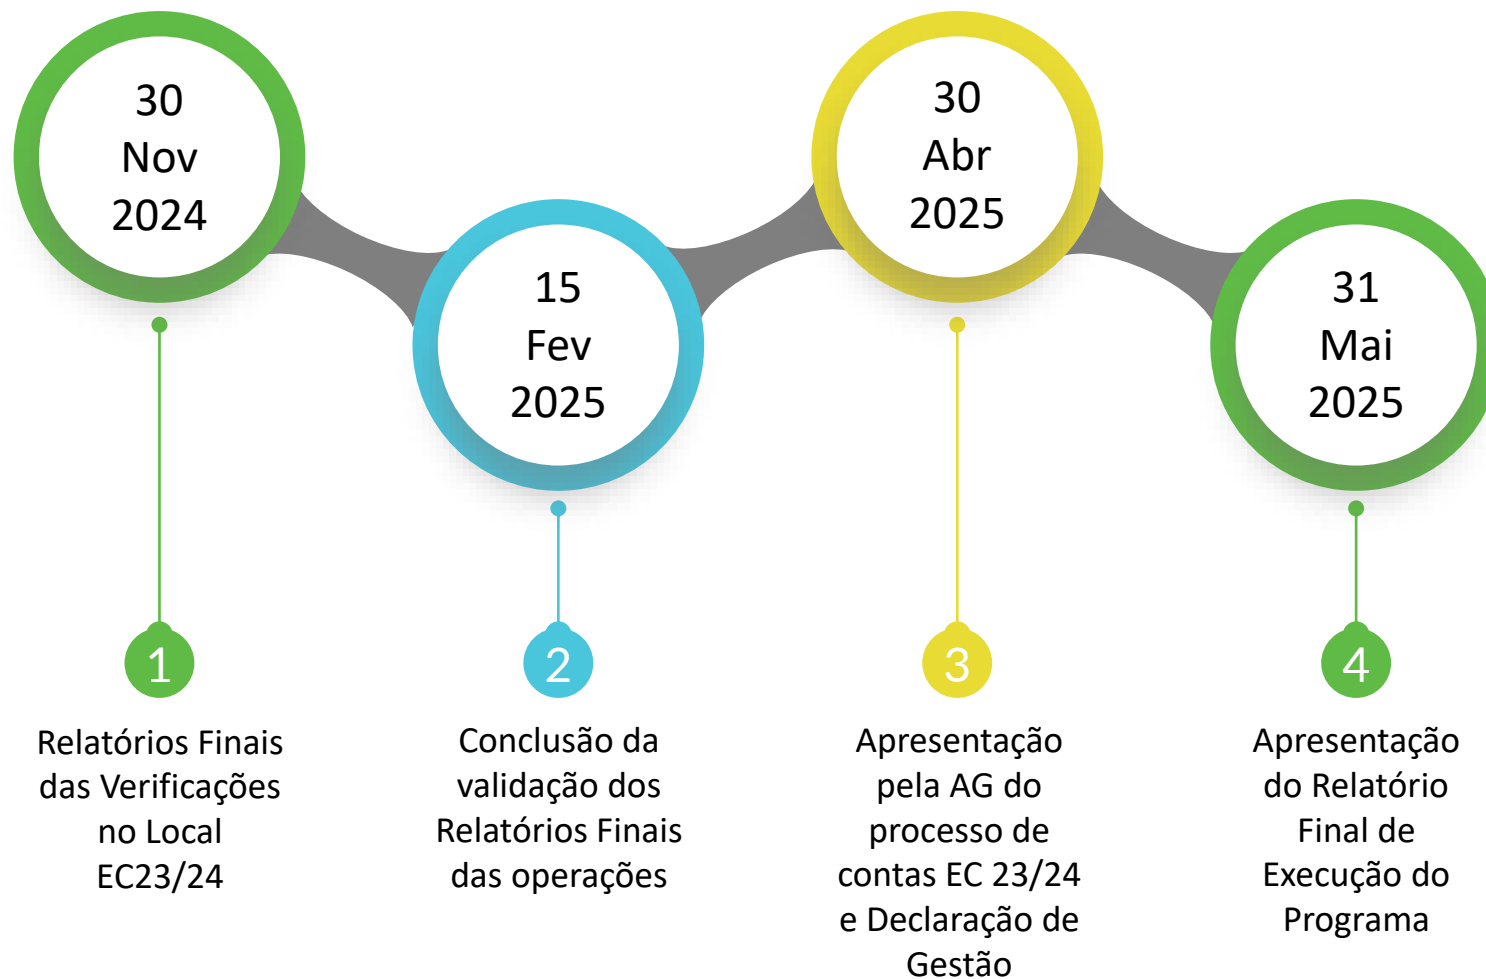 30
Nov
2024
15
Fev
2025
30
Abr
2025
31
Mai
2025
1
Relatórios Finais
das Verificações
no Local
EC23/24
2
Conclusão da
validação dos
Relatórios Finais
das operações
3
Apresentação
pela AG do
processo de
contas EC 23/24
e Declaração de
Gestão
4
Apresentação
do Relatório
Final de
Execução do
Programa